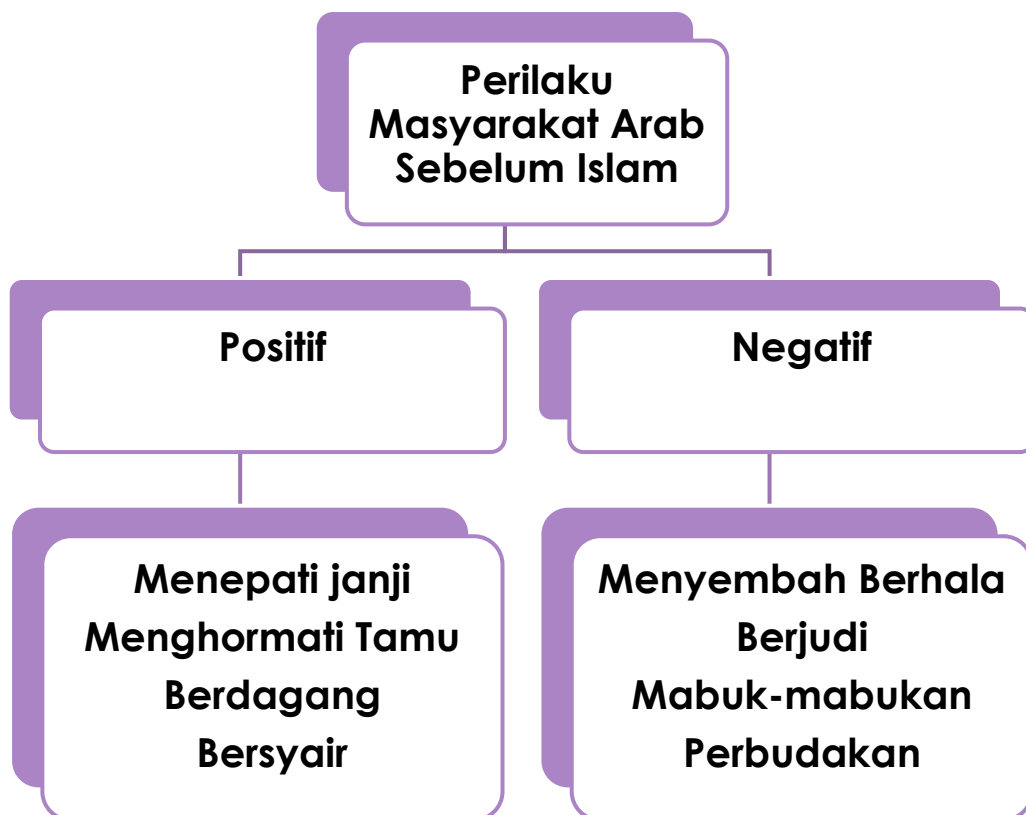 Perilaku
Masyarakat Arab
Sebelum Islam
Positif
Negatif
Menepati janji
Menghormati Tamu
Berdagang
Bersyair
Menyembah Berhala
Berjudi
Mabuk-mabukan
Perbudakan